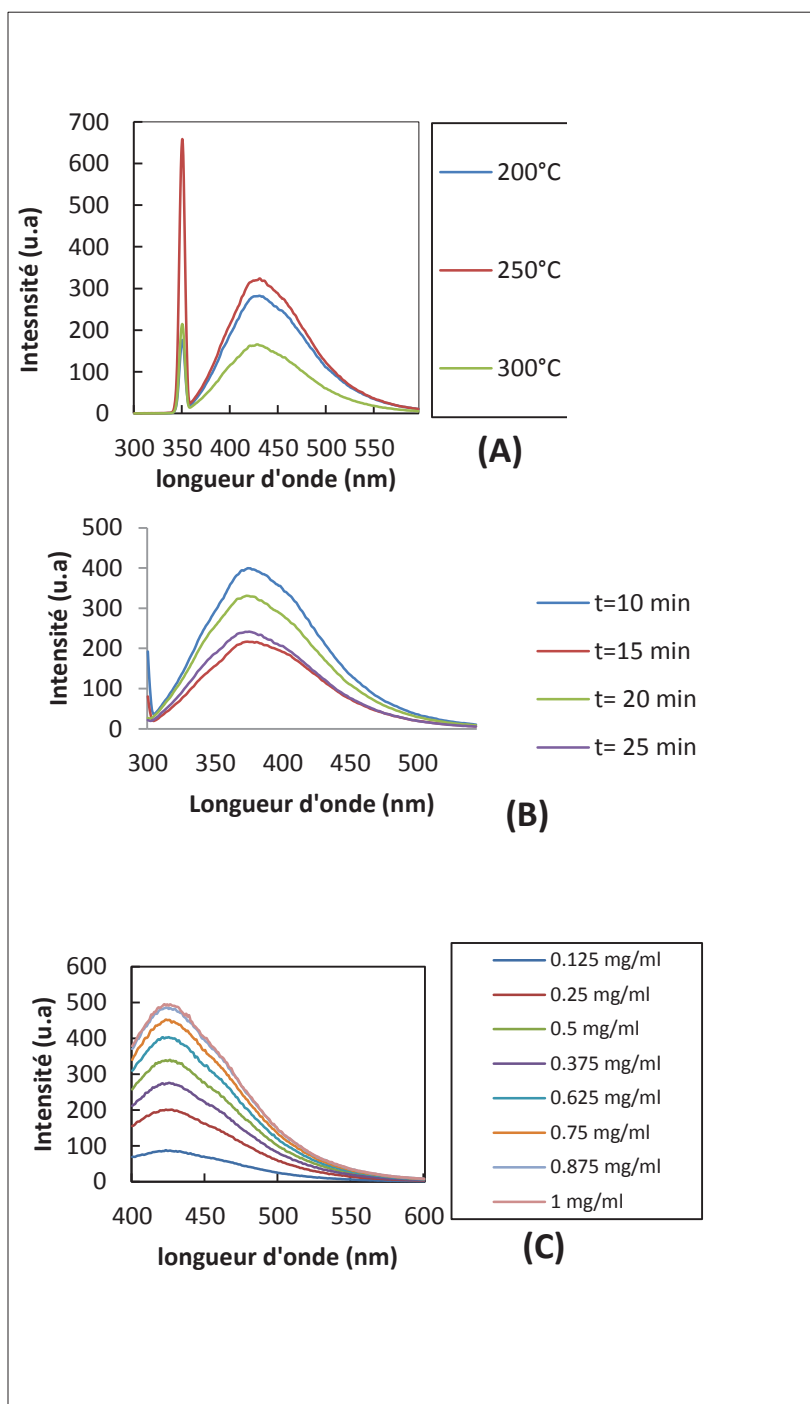 700
600
500
400
300
200
100
0
300 350 400 450 500 550
Intesnsité (u.a)
longueur d'onde (nm)
200°C
250°C
300°C
(A)
500
400
300
200
100
0
300 350 400 450 500
Intensité (u.a)
Longueur d'onde (nm)
t=10 min
t=15 min
t= 20 min
t= 25 min
(B)
600
500
400
300
200
100
0
400 450 500 550 600
Intensité (u.a)
longueur d'onde (nm)
0.125 mg/ml
0.25 mg/ml
0.5 mg/ml
0.375 mg/ml
0.625 mg/ml
0.75 mg/ml
0.875 mg/ml
1 mg/ml
(C)